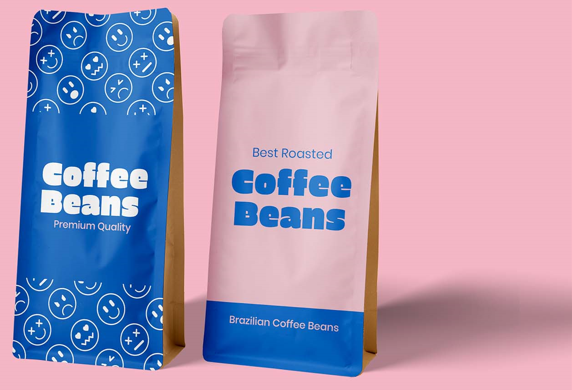 Coffee
Beans
Premium Quality
Best Roasted
Coffee
Beans
Brazilian Coffee Beans